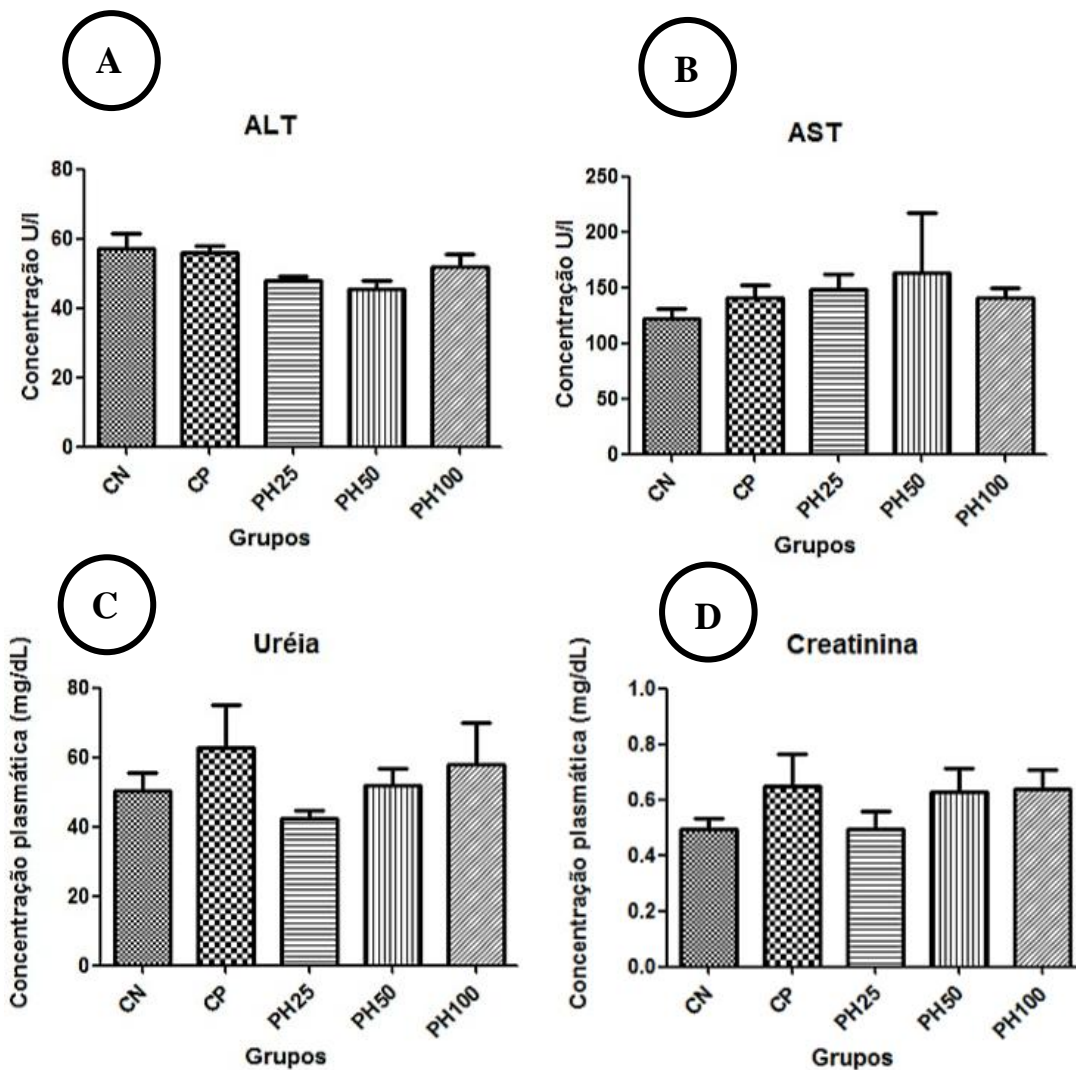 A
ALT
Concentração U/l
80
60
40
20
0
CN
CP
PH25
PH50
PH100
Grupos
B
AST
Concentração U/l
250
200
150
100
50
0
CN
CP
PH25
PH50
PH100
Grupos
C
Uréia
Concentração plasmática (mg/dL)
80
60
40
20
0
CN
CP
PH25
PH50
PH100
Grupos
D
Creatinina
Concentração plasmática (mg/dL)
1.0
0.8
0.6
0.4
0.2
0.0
CN
CP
PH25
PH50
PH100
Grupos